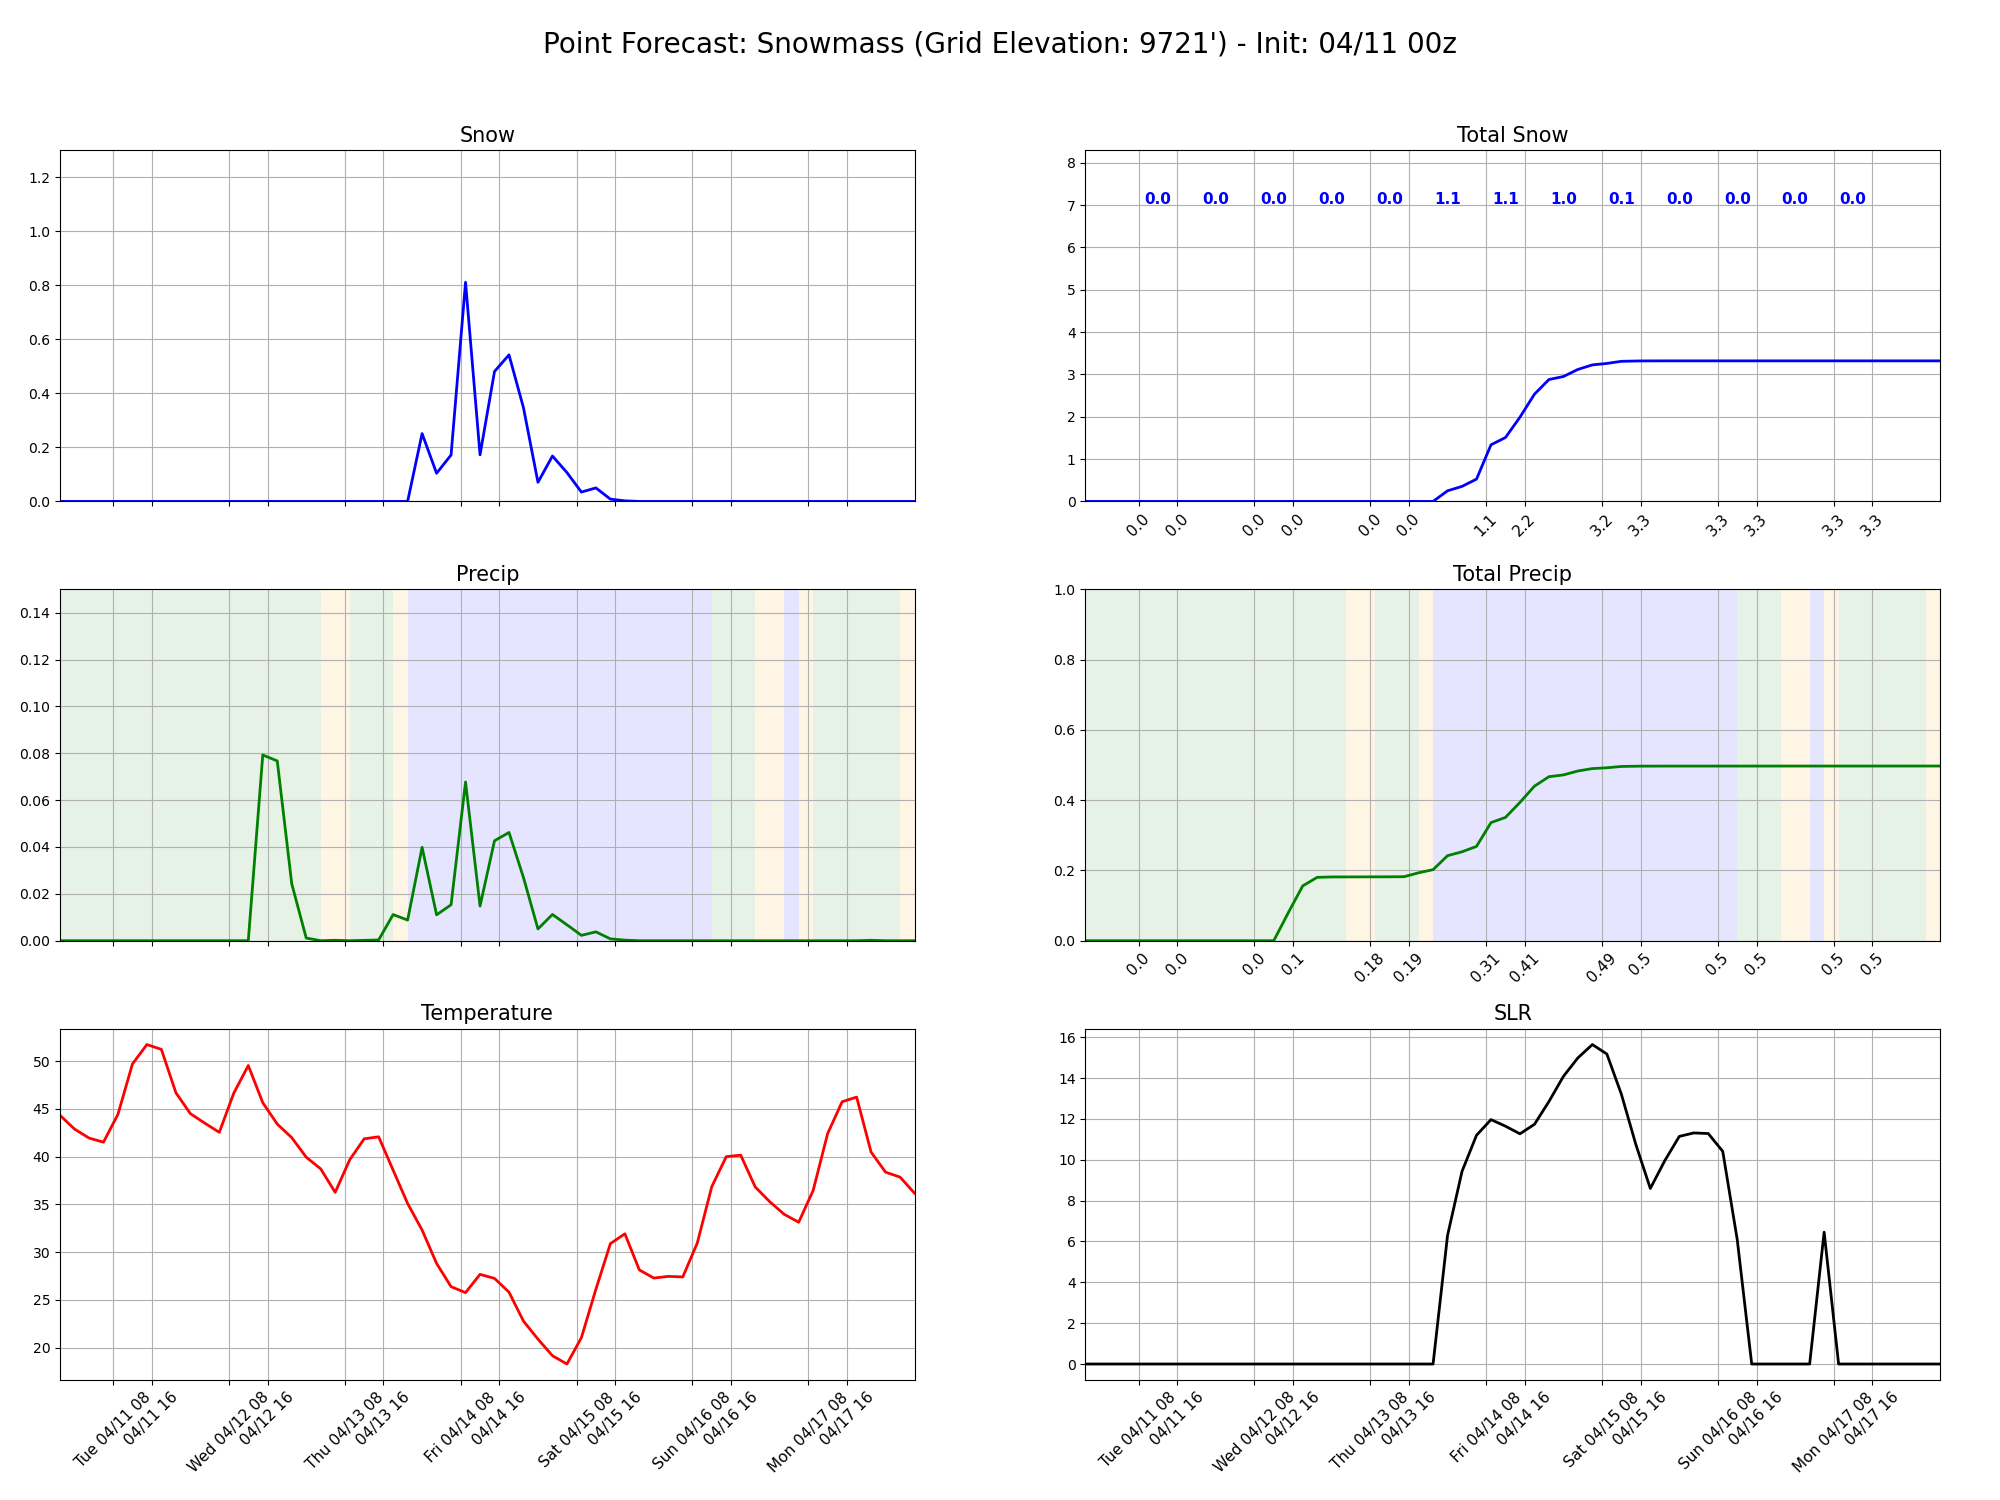 Point Forecast: Snowmass (Grid Elevation: 9721') - Init: 04/11 00z
Snow
1.2
1.0
0.8
0.6
0.4
0.2
0.0
Total Snow
8
7
6
5
4
3
2
1
0
0.0 0.0 0.0 0.0 0.0 1.1 1.1 1.0 0.1 0.0 0.0 0.0 0.0
0.0 0.0 0.0 0.0 0.0 0.0 1.1 2.2 3.2 3.3 3.3 3.3 3.3 3.3
Precip
0.14
0.12
0.10
0.08
0.06
0.04
0.02
0.00
Total Precip
1.0
0.8
0.6
0.4
0.2
0.0
0.0 0.0 0.0 0.1 0.18 0.19 0.31 0.41 0.49 0.5 0.5 0.5 0.5 0.5
Temperature
50
45
40
35
30
25
20
Tue 04/11 08
04/11 16
Wed 04/12 08
04/12 16
Thu 04/13 08
04/13 16
Fri 04/14 08
04/14 16
Sat 04/15 08
04/15 16
Sun 04/16 08
04/16 16
Mon 04/17 08
04/17 16
SLR
16
14
12
10
8
6
4
2
0
Tue 04/11 08
04/11 16
Wed 04/12 08
04/12 16
Thu 04/13 08
04/13 16
Fri 04/14 08
04/14 16
Sat 04/15 08
04/15 16
Sun 04/16 08
04/16 16
Mon 04/17 08
04/17 16